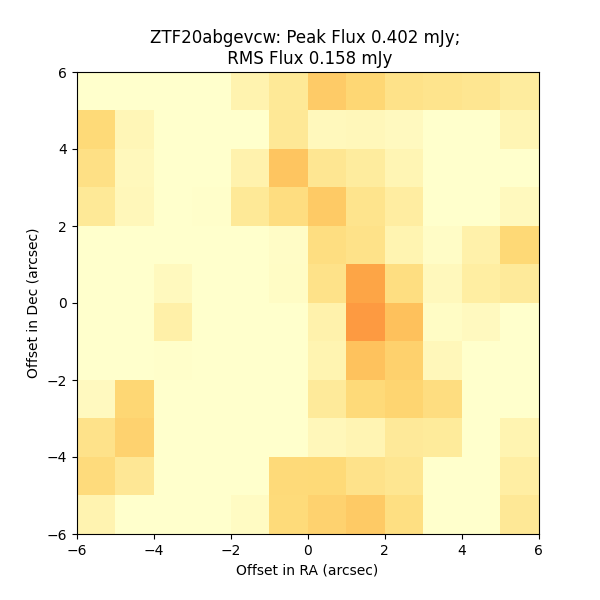 ZTF20abgevcw: Peak Flux 0.402 mJy;
RMS Flux 0.158 mJy
6
4
2
0
−2
−4
−6
Offset in Dec (arcsec)
−6 −4 −2 0 2 4 6
Offset in RA (arcsec)